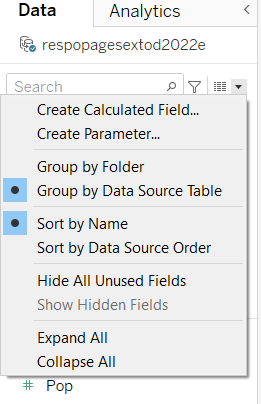 Data
Analytics
respopagesextod2022e
Search
Create Calculated Field...
Create Parameter...
Group by Folder
Group by Data Source Table
Sort by Name
Sort by Data Source Order
Hide All Unused Fields
Show Hidden Fields
Expand All
Collapse All
Pop